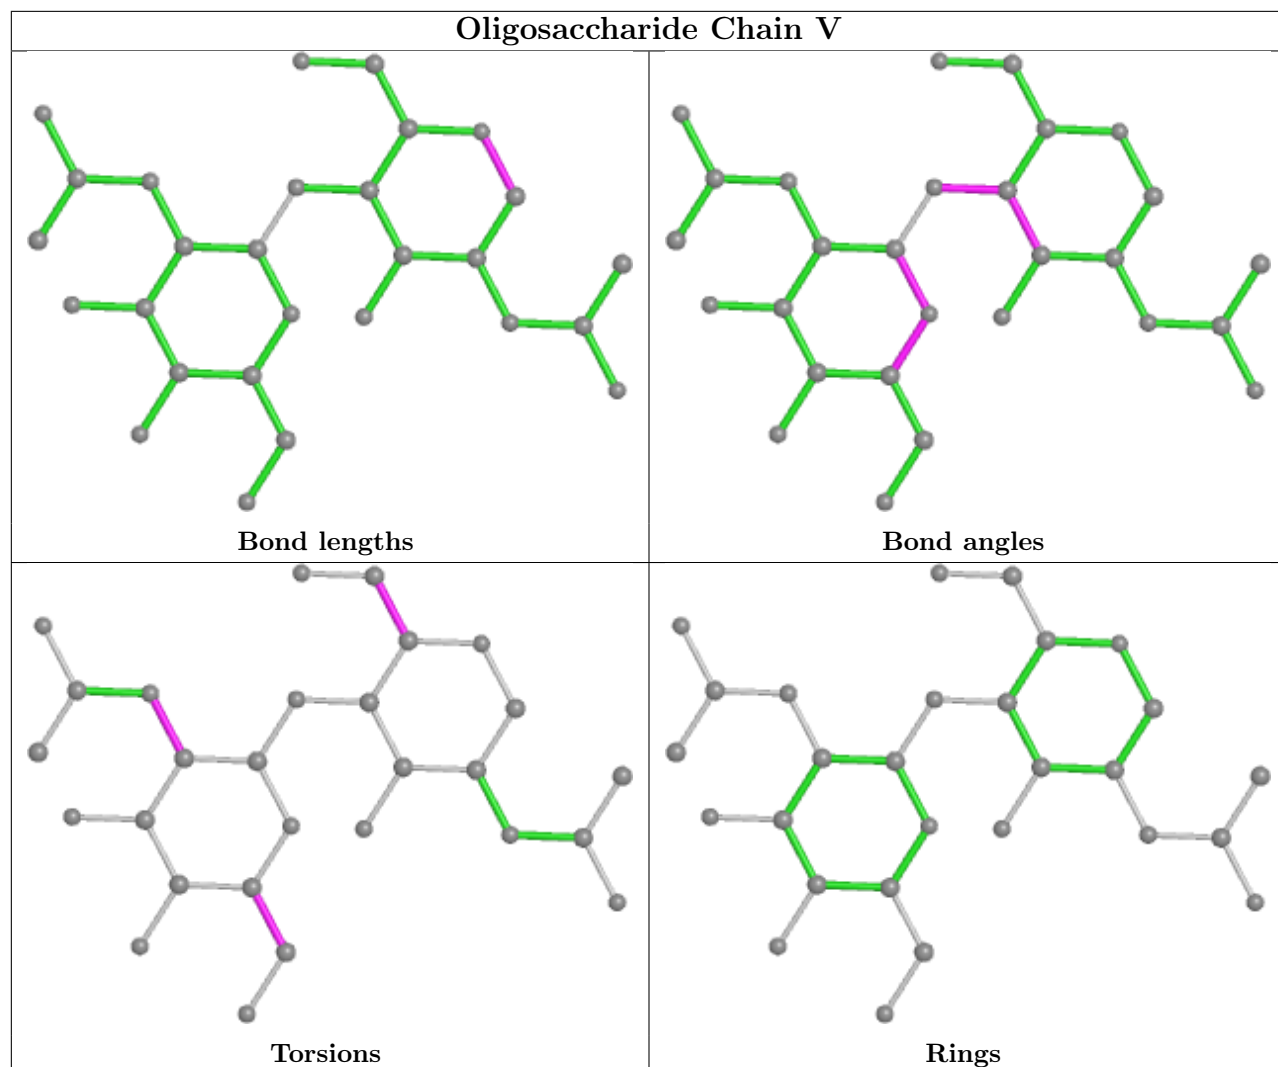 Oligosaccharide Chain V
Bond lengths
Bond angles
Torsions
Rings